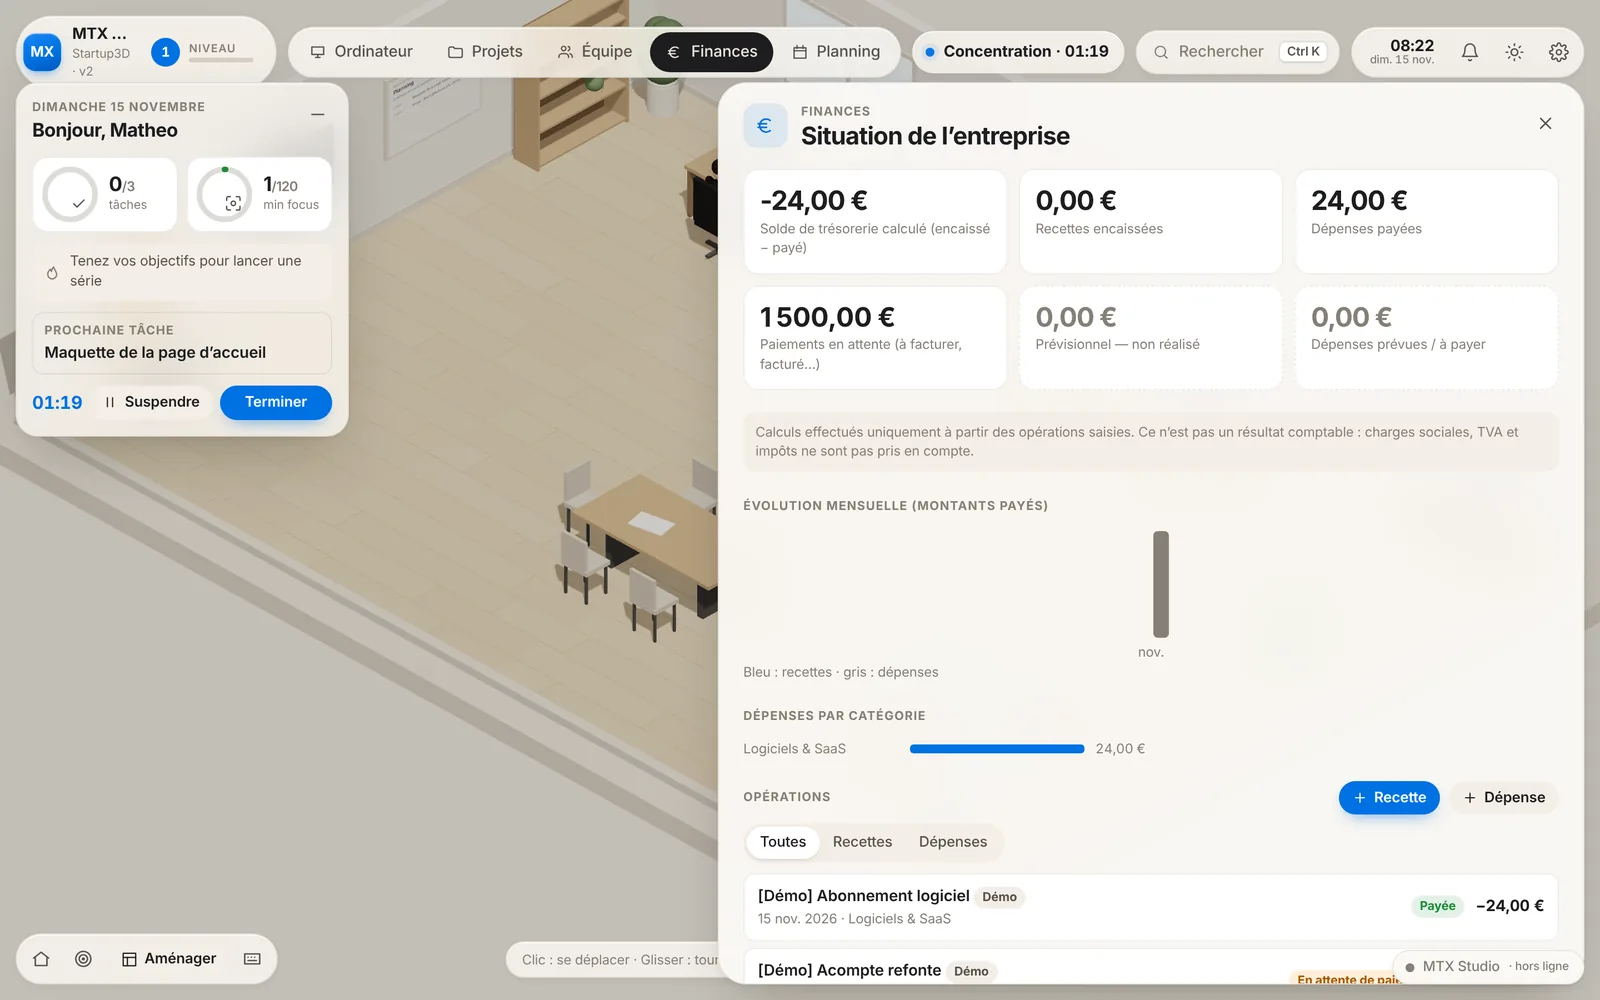 MX
MTX ...
Startup3D
· v2
1
NIVEAU
Ordinateur
Projets
Équipe
€ Finances
Planning
Concentration · 01:19
Rechercher
Ctrl K
08:22
dim. 15 nov.
DIMANCHE 15 NOVEMBRE
Bonjour, Matheo
0/3
tâches
1/120
min focus
Tenez vos objectifs pour lancer une
série
PROCHAINE TÂCHE
Maquette de la page d’accueil
01:19
Suspendre
Terminer
Planning
€
FINANCES
Situation de l’entreprise
-24,00 €
Solde de trésorerie calculé (encaissé
– payé)
0,00 €
Recettes encaissées
24,00 €
Dépenses payées
1 500,00 €
Paiements en attente (à facturer,
facturé…)
0,00 €
Prévisionnel — non réalisé
0,00 €
Dépenses prévues / à payer
Calculs effectués uniquement à partir des opérations saisies. Ce n’est pas un résultat comptable : charges sociales, TVA et
impôts ne sont pas pris en compte.
ÉVOLUTION MENSUELLE (MONTANTS PAYÉS)
nov.
Bleu : recettes · gris : dépenses
DÉPENSES PAR CATÉGORIE
Logiciels & SaaS
24,00 €
OPÉRATIONS
+ Recette
+ Dépense
Toutes
Recettes
Dépenses
[Démo] Abonnement logiciel
Démo
15 nov. 2026 · Logiciels & SaaS
Payée
−24,00 €
[Démo] Acompte refonte
Démo
En attente de paie
MTX Studio · hors ligne
Aménager
Clic : se déplacer · Glisser : tour